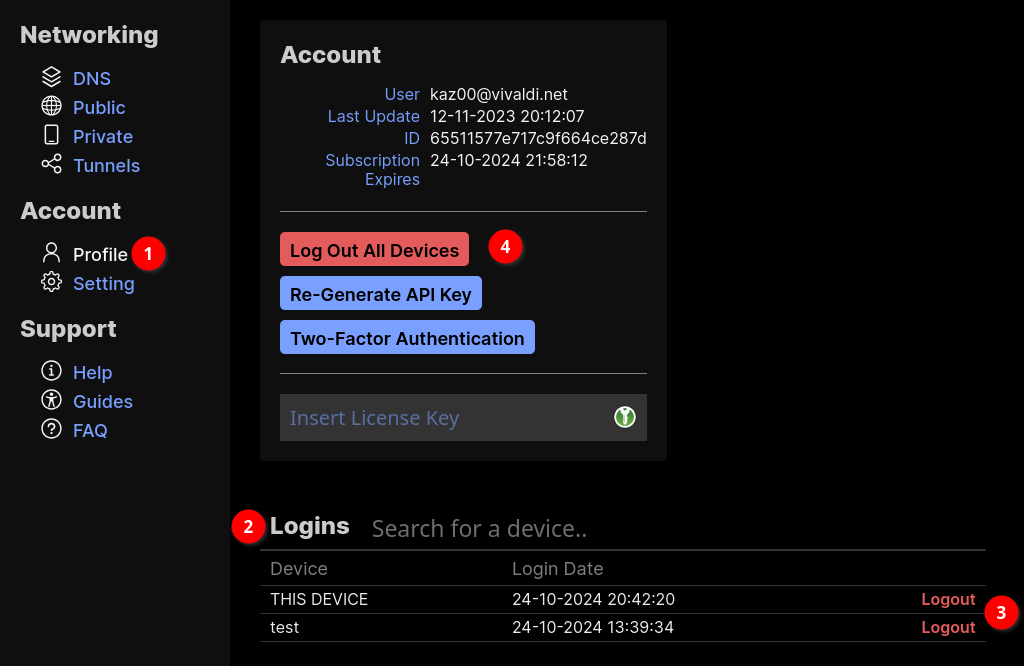 Networking
DNS
Public
Private
Tunnels
Account
Profile 1
Setting
Support
Help
Guides
FAQ
Account
User kaz00@vivaldi.net
Last Update 12-11-2023 20:12:07
ID 65511577e717c9f664ce287d
Subscription 24-10-2024 21:58:12
Expires
Log Out All Devices 4
Re-Generate API Key
Two-Factor Authentication
Insert License Key
2 Logins Search for a device..
Device Login Date
THIS DEVICE 24-10-2024 20:42:20 Logout
3
test 24-10-2024 13:39:34 Logout